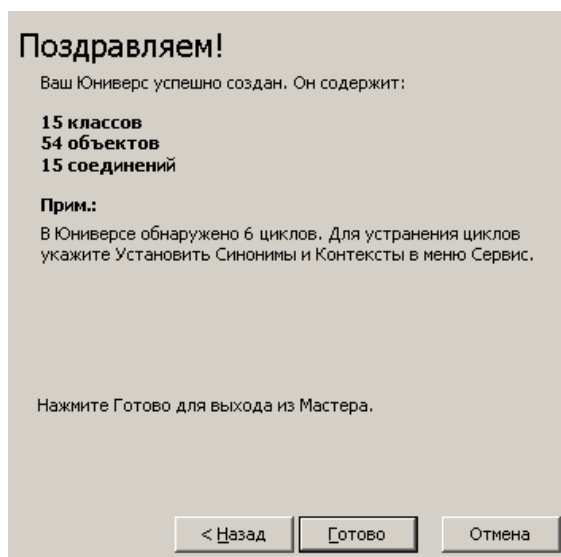 Поздравляем!
Ваш Юниверс успешно создан. Он содержит:
15 классов
54 объектов
15 соединений
Прим.:
В Юниверсе обнаружено 6 циклов. Для устранения циклов
укажите Установить Синонимы и Контексты в меню Сервис.
Нажмите Готово для выхода из Мастера.
< Назад Готово Отмена